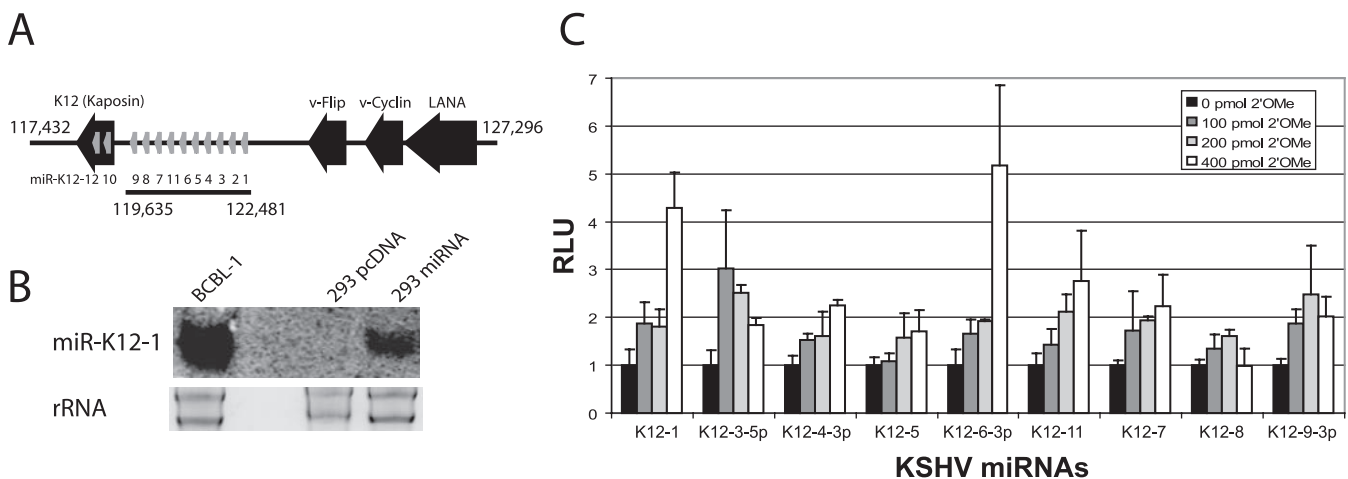 A
K12 (Kaposin)
v-Flip
v-Cyclin
LANA
117,432
127,296
miR-K12-12 10 9 8 7 11 6 5 4 3 2 1
119,635
122,481
B
BCBL-1
293 pcDNA
293 miRNA
miR-K12-1
rRNA
C
7
6
5
4
3
2
1
0
RLU
0 pmol 2'OMe
100 pmol 2'OMe
200 pmol 2'OMe
400 pmol 2'OMe
K12-1 K12-3-5p K12-4-3p K12-5 K12-6-3p K12-11 K12-7 K12-8 K12-9-3p
KSHV miRNAs